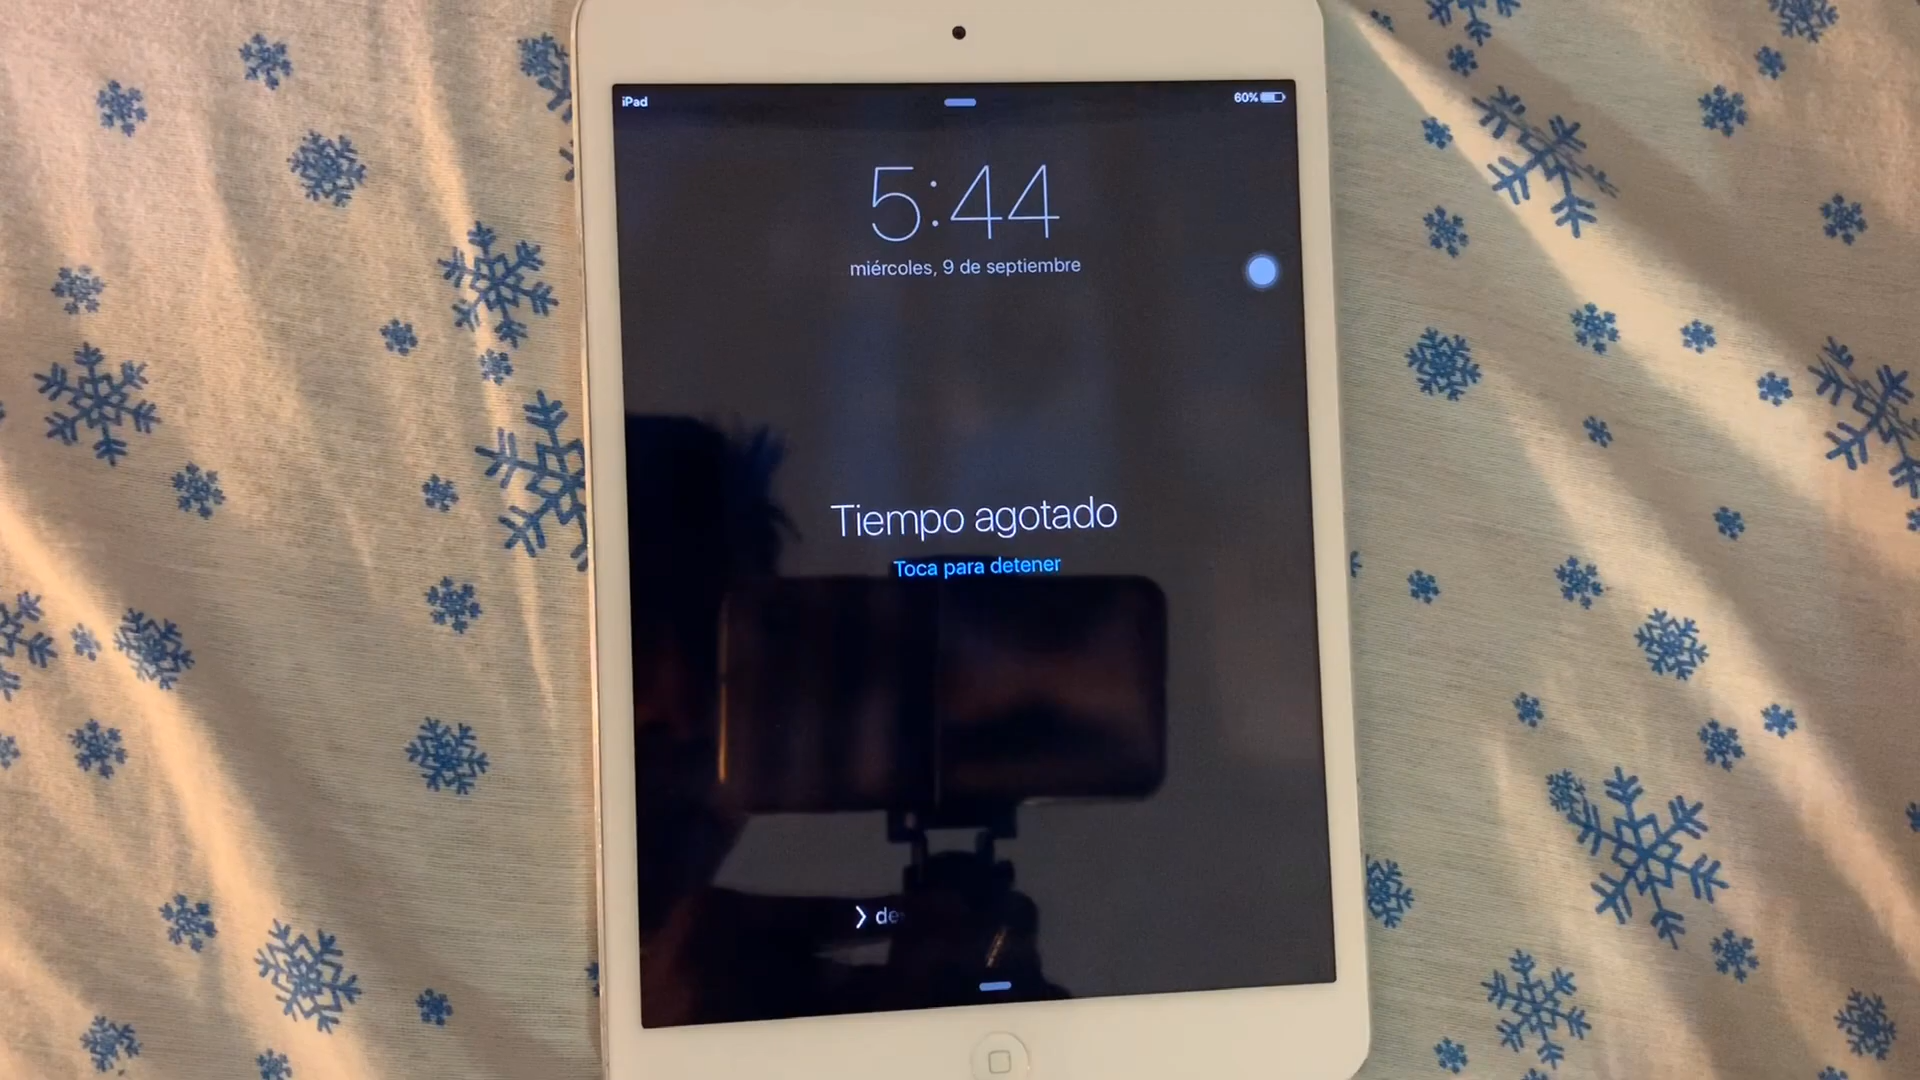 iPad
60%
5:44
miércoles, 9 de septiembre
Tiempo agotado
Toca para detener
> de